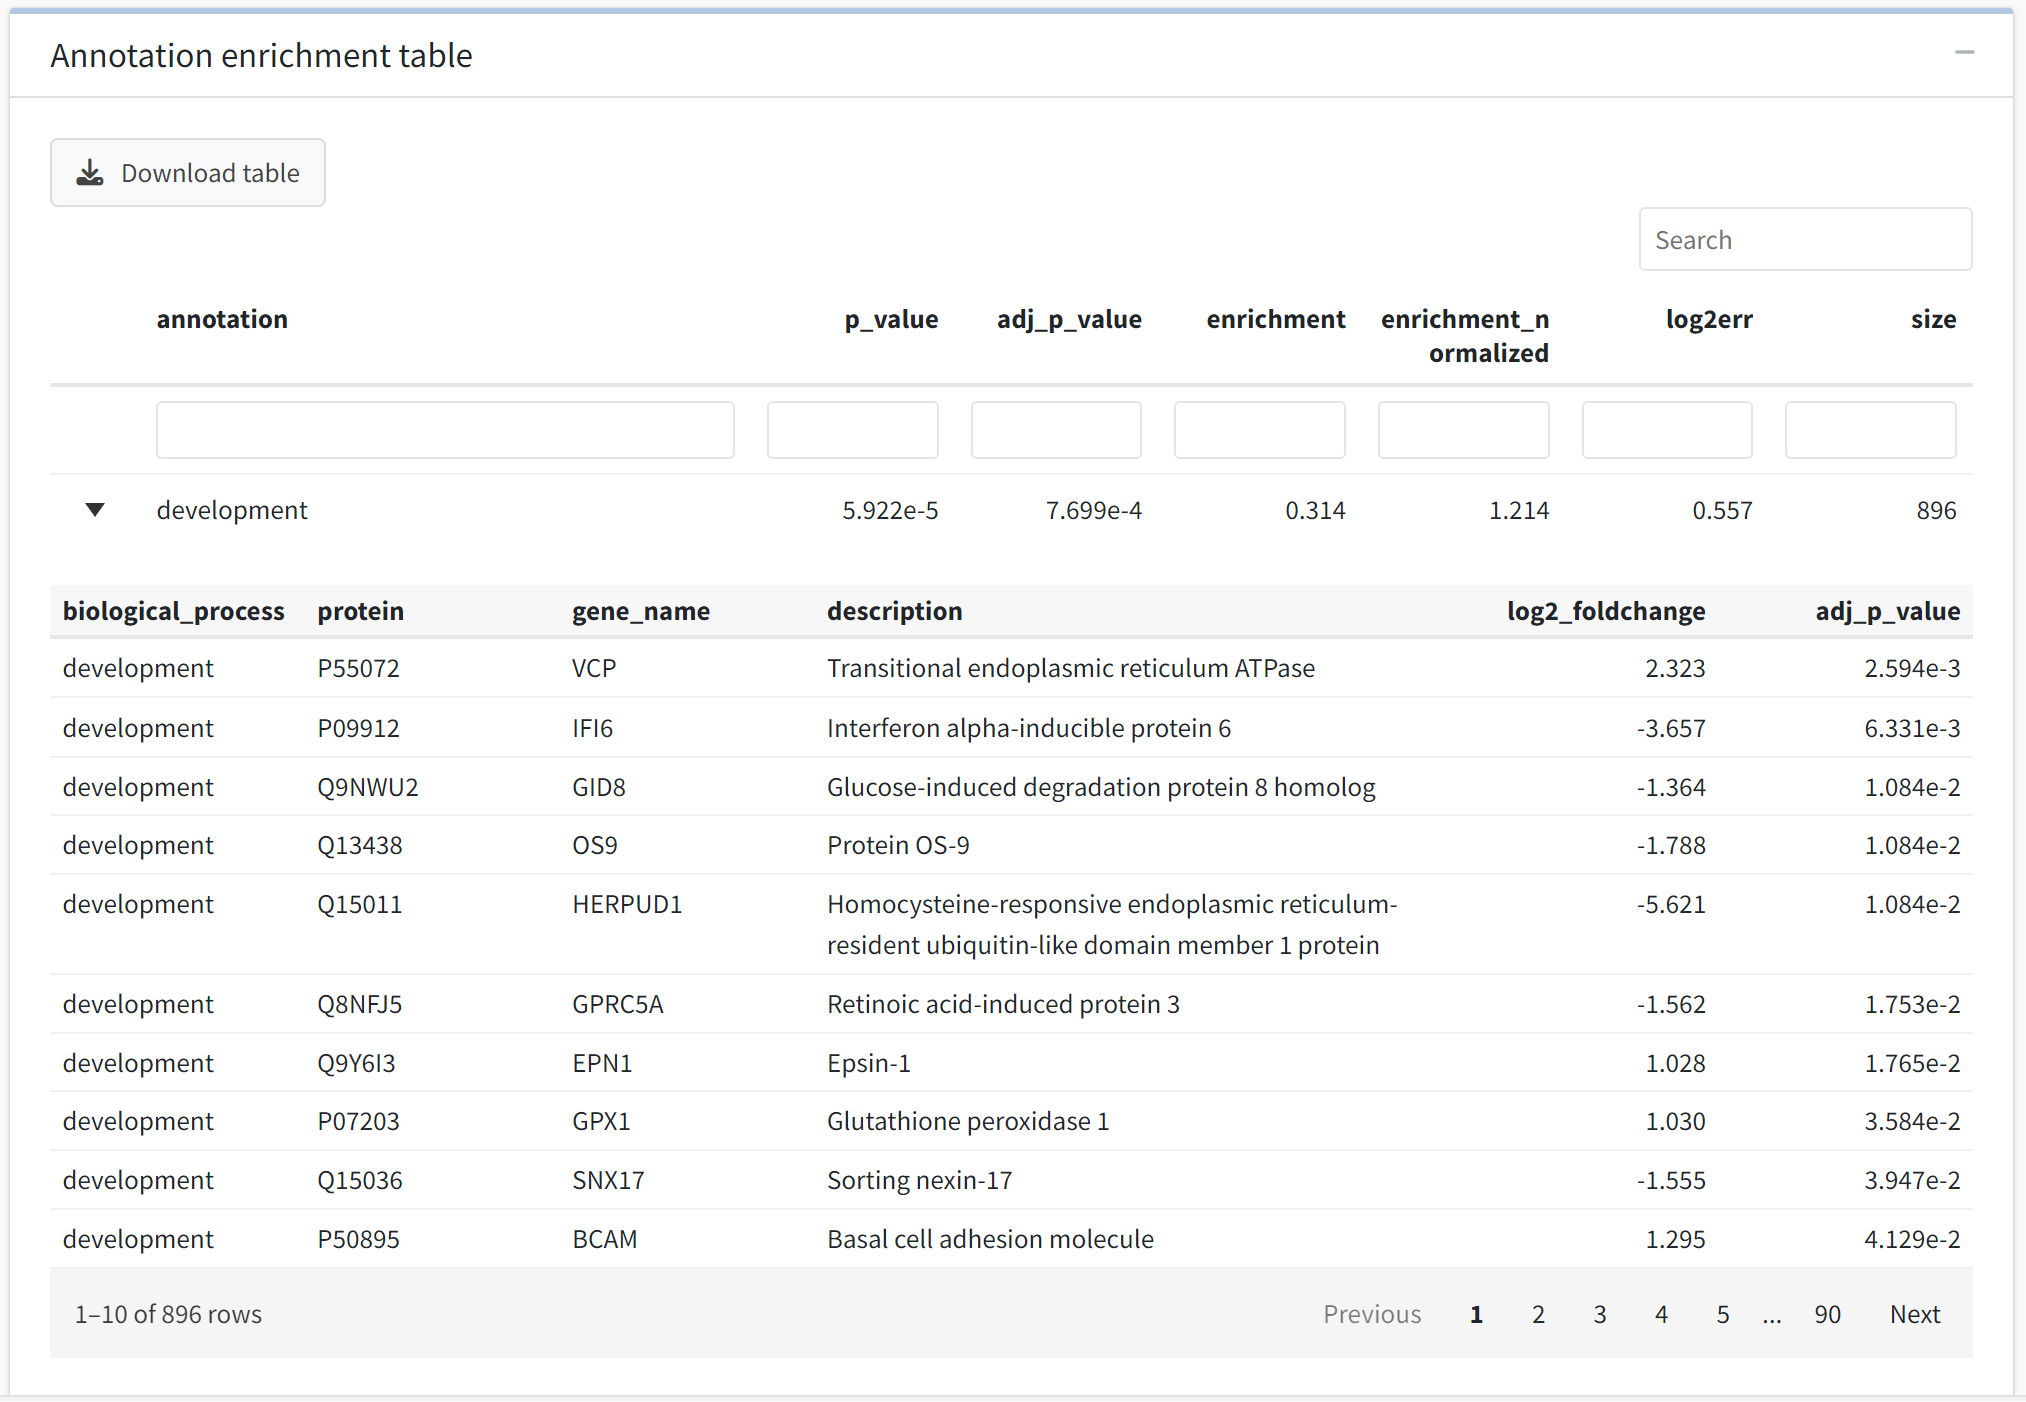 Annotation enrichment table
Download table
Search
annotation p_value adj_p_value enrichment enrichment_n log2err size
ormalized
development 5.922e-5 7.699e-4 0.314 1.214 0.557 896
biological_process protein gene_name description log2_foldchange adj_p_value
development P55072 VCP Transitional endoplasmic reticulum ATPase 2.323 2.594e-3
development P09912 IFI6 Interferon alpha-inducible protein 6 -3.657 6.331e-3
development Q9NWU2 GID8 Glucose-induced degradation protein 8 homolog -1.364 1.084e-2
development Q13438 OS9 Protein OS-9 -1.788 1.084e-2
development Q15011 HERPUD1 Homocysteine-responsive endoplasmic reticulum- -5.621 1.084e-2
resident ubiquitin-like domain member 1 protein
development Q8NFJ5 GPRC5A Retinoic acid-induced protein 3 -1.562 1.753e-2
development Q9Y6I3 EPN1 Epsin-1 1.028 1.765e-2
development P07203 GPX1 Glutathione peroxidase 1 1.030 3.584e-2
development Q15036 SNX17 Sorting nexin-17 -1.555 3.947e-2
development P50895 BCAM Basal cell adhesion molecule 1.295 4.129e-2
1–10 of 896 rows Previous 1 2 3 4 5 ... 90 Next